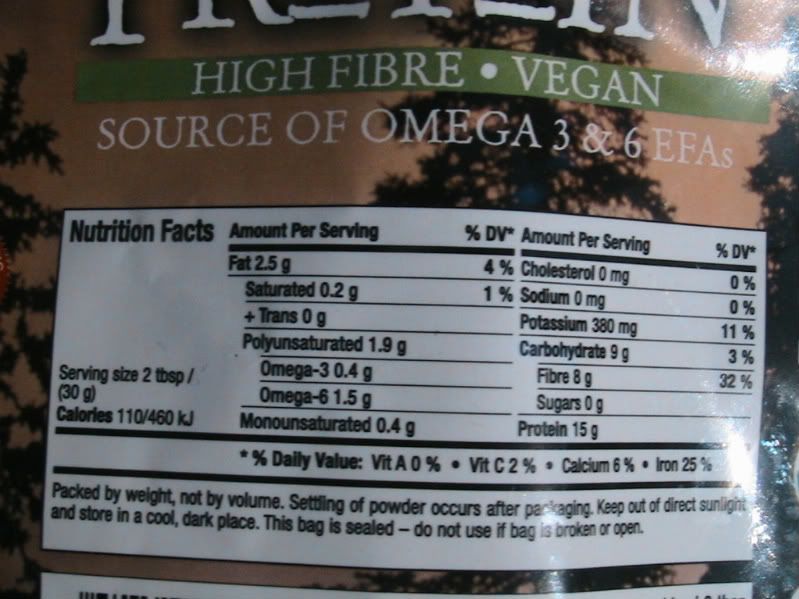 HIGH FIBRE • VEGAN
SOURCE OF OMEGA 3 & 6 EFAs
Nutrition Facts
Serving size 2 tbsp /
(30 g)
Calories 110/460 kJ
Amount Per Serving % DV*
Fat 2.5 g 4 %
Saturated 0.2 g 1 %
+ Trans 0 g
Polyunsaturated 1.9 g
Omega-3 0.4 g
Omega-6 1.5 g
Monounsaturated 0.4 g
Amount Per Serving % DV*
Cholesterol 0 mg 0 %
Sodium 0 mg 0 %
Potassium 380 mg 11 %
Carbohydrate 9 g 3 %
Fibre 8 g 32 %
Sugars 0 g
Protein 15 g
* % Daily Value: Vit A 0 % • Vit C 2 % • Calcium 6 % • Iron 25 %
Packed by weight, not by volume. Settling of powder occurs after packaging. Keep out of direct sunlight
and store in a cool, dark place. This bag is sealed – do not use if bag is broken or open.